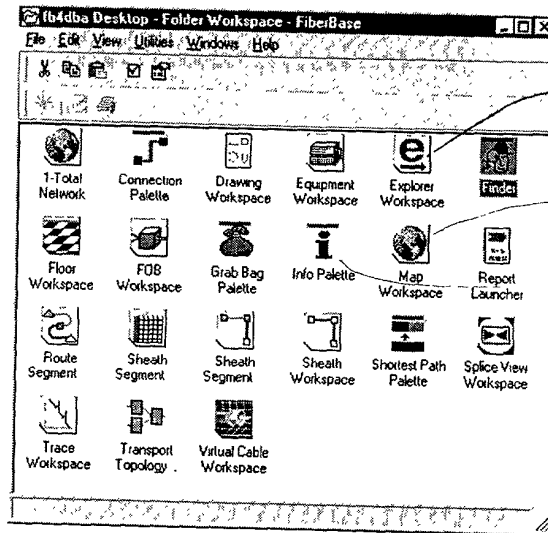 fb4dba Desktop - Folder Workspace - FiberBase
File Edit View Utilities Windows Help
1-Total
Network
Connection
Palette
Drawing
Workspace
Equipment
Workspace
Explorer
Workspace
Finder
Floor
Workspace
FOB
Workspace
Grab Bag
Palette
Info Palette
Map
Workspace
Report
Launcher
Route
Segment
Sheath
Segment
Sheath
Segment
Sheath
Workspace
Shortest Path
Palette
Splice View
Workspace
Trace
Workspace
Transport
Topology .
Virtual Cable
Workspace